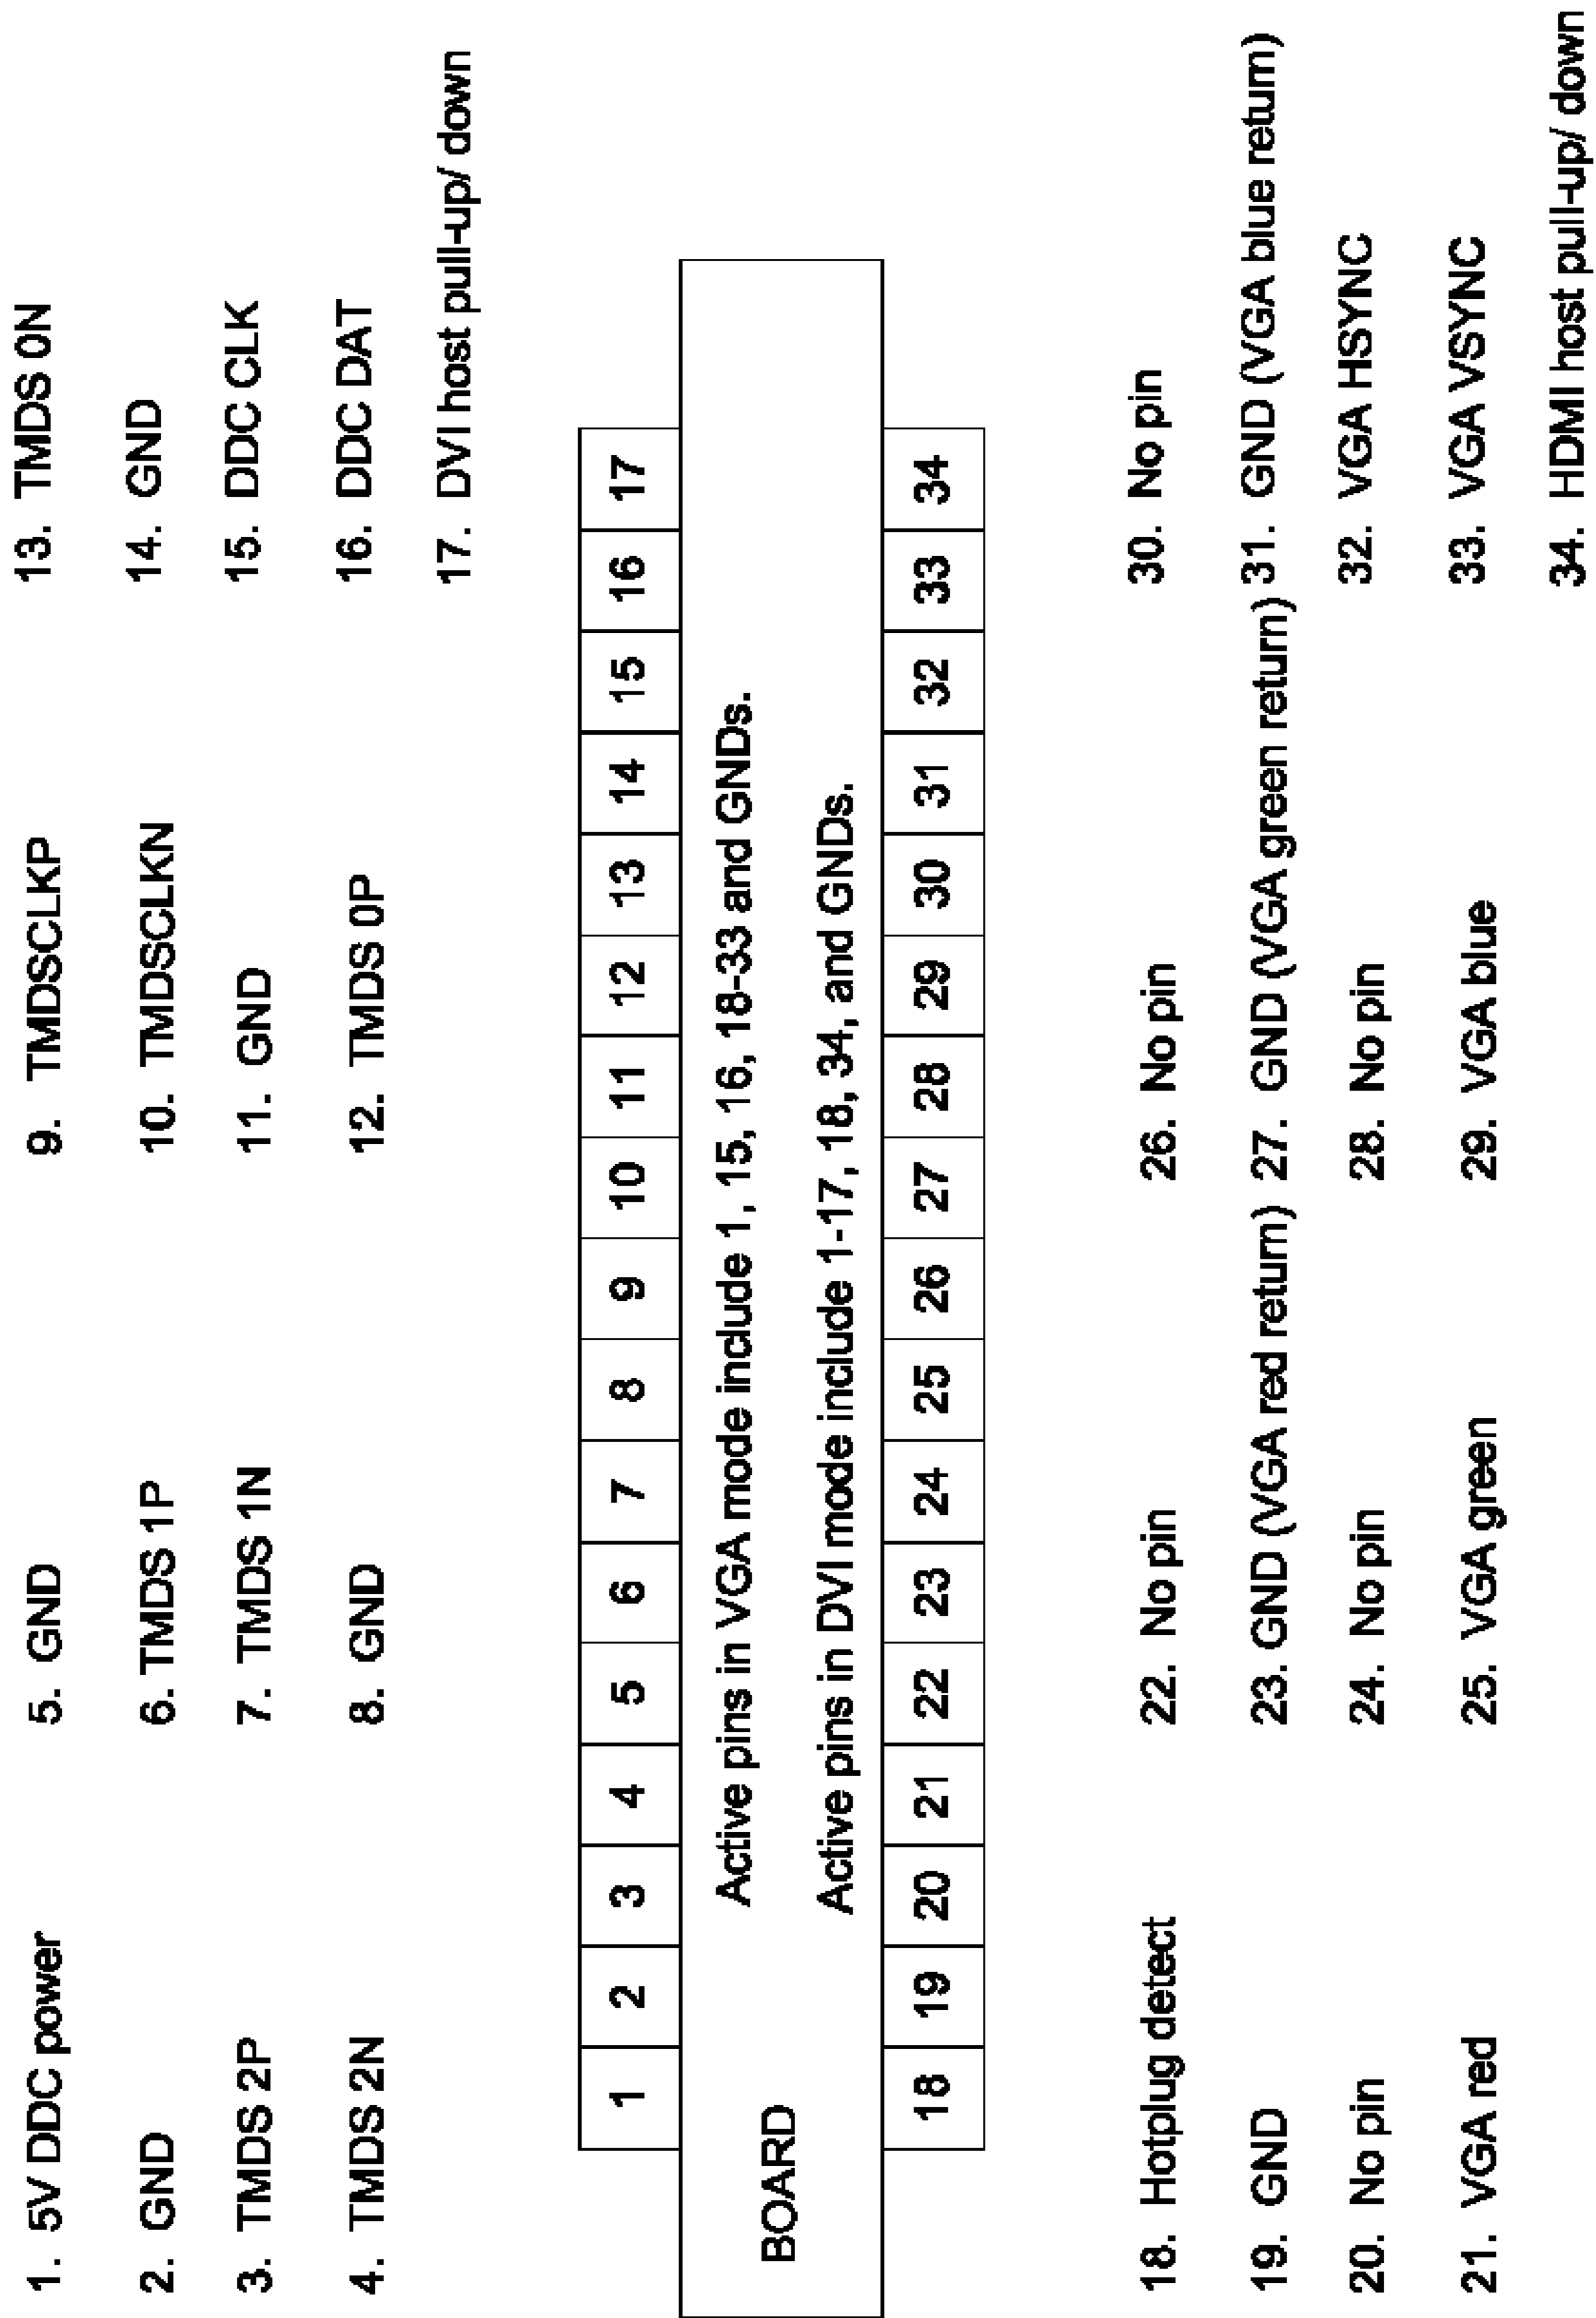 1. 5V DDC power
2. GND
3. TMDS 2P
4. TMDS 2N
5. GND
6. TMDS 1P
7. TMDS 1N
8. GND
9. TMDSCLKP
10. TMDSCLKN
11. GND
12. TMDS 0P
13. TMDS 0N
14. GND
15. DDC CLK
16. DDC DAT
17. DVI host pull-up/ down
1 2 3 4 5 6 7 8 9 10 11 12 13 14 15 16 17
Active pins in VGA mode include 1, 15, 16, 18-33 and GNDs.
BOARD
Active pins in DVI mode include 1-17, 18, 34, and GNDs.
18 19 20 21 22 23 24 25 26 27 28 29 30 31 32 33 34
18. Hotplug detect
19. GND
20. No pin
21. VGA red
22. No pin
23. GND (VGA red return)
24. No pin
25. VGA green
26. No pin
27. GND (VGA green return)
28. No pin
29. VGA blue
30. No pin
31. GND (VGA blue return)
32. VGA HSYNC
33. VGA VSYNC
34. HDMI host pull-up/ down